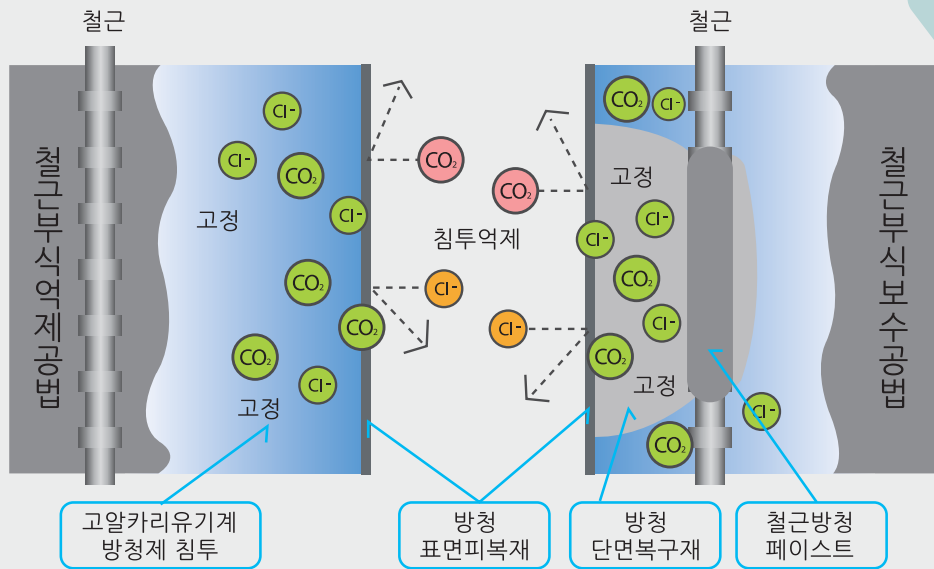 철근
철근
철근부식억제공법
Cl-
Cl-
CO₂
Cl-
고정
CO₂
CO₂
CO₂
Cl-
고정
CO₂
CO₂
침투억제
Cl-
Cl-
CO₂
Cl-
고정
Cl-
Cl-
CO₂
Cl-
CO₂
고정
Cl-
CO₂
철근부식보수공법
고알카리유기계
방청제 침투
방청
표면피복재
방청
단면복구재
철근방청
페이스트